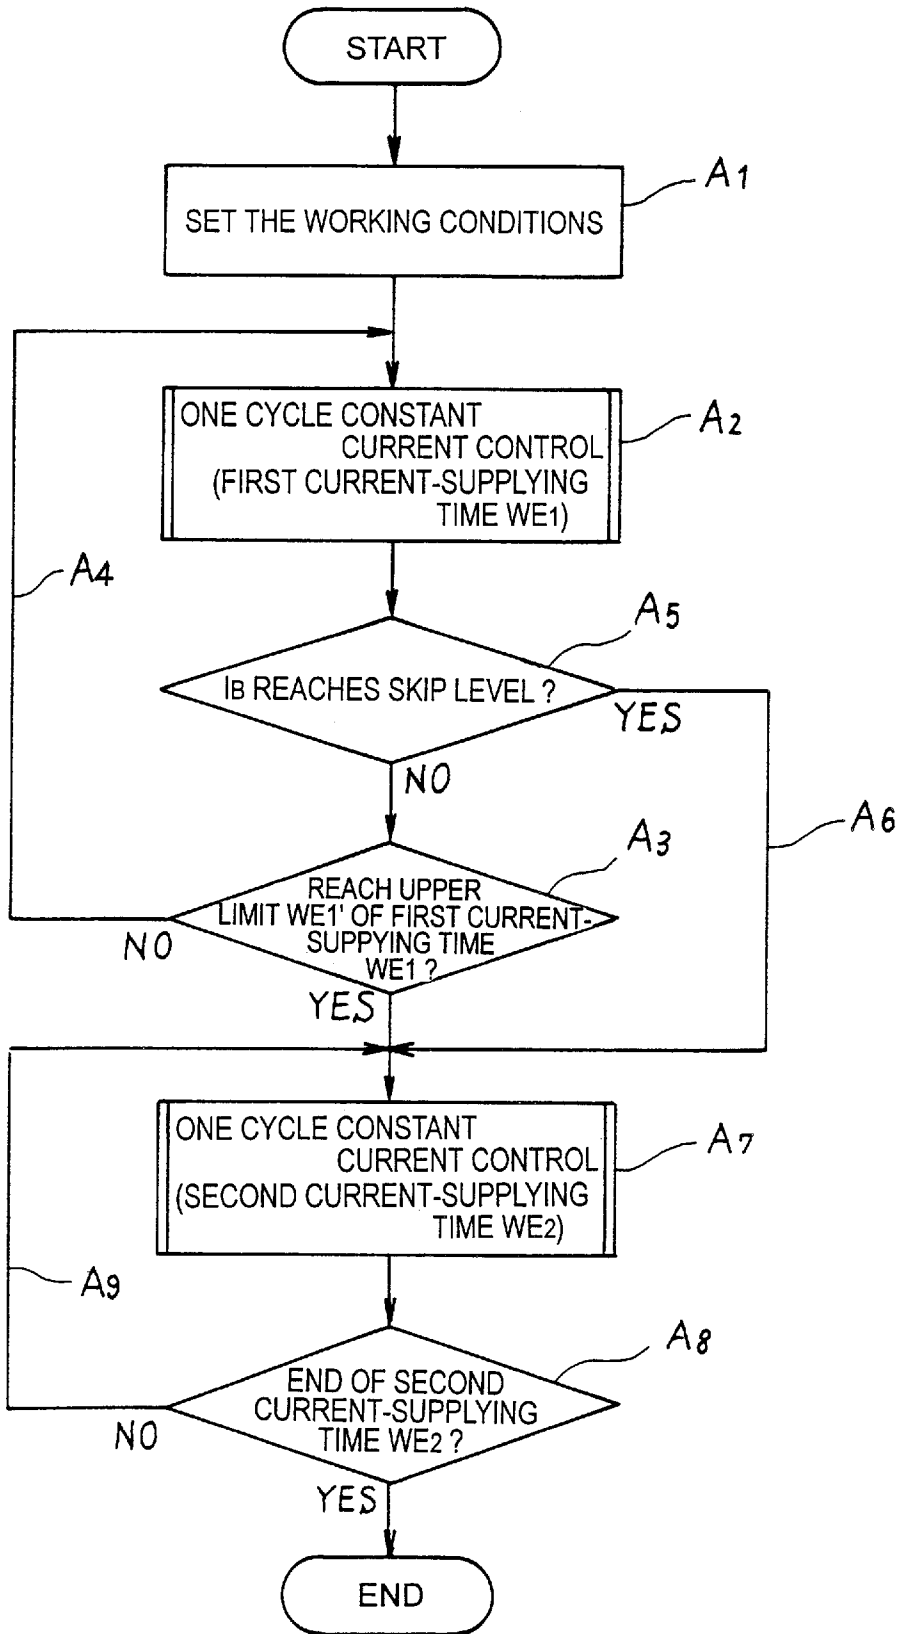 START
A1
SET THE WORKING CONDITIONS
A2
ONE CYCLE CONSTANT
CURRENT CONTROL
(FIRST CURRENT-SUPPLYING
TIME WE1)
A4
A5
IB REACHES SKIP LEVEL ?
YES
NO
A6
A3
REACH UPPER
LIMIT WE1' OF FIRST CURRENT-
SUPPYING TIME
WE1 ?
NO
YES
A7
ONE CYCLE CONSTANT
CURRENT CONTROL
(SECOND CURRENT-SUPPLYING
TIME WE2)
A9
A8
END OF SECOND
CURRENT-SUPPLYING
TIME WE2 ?
NO
YES
END